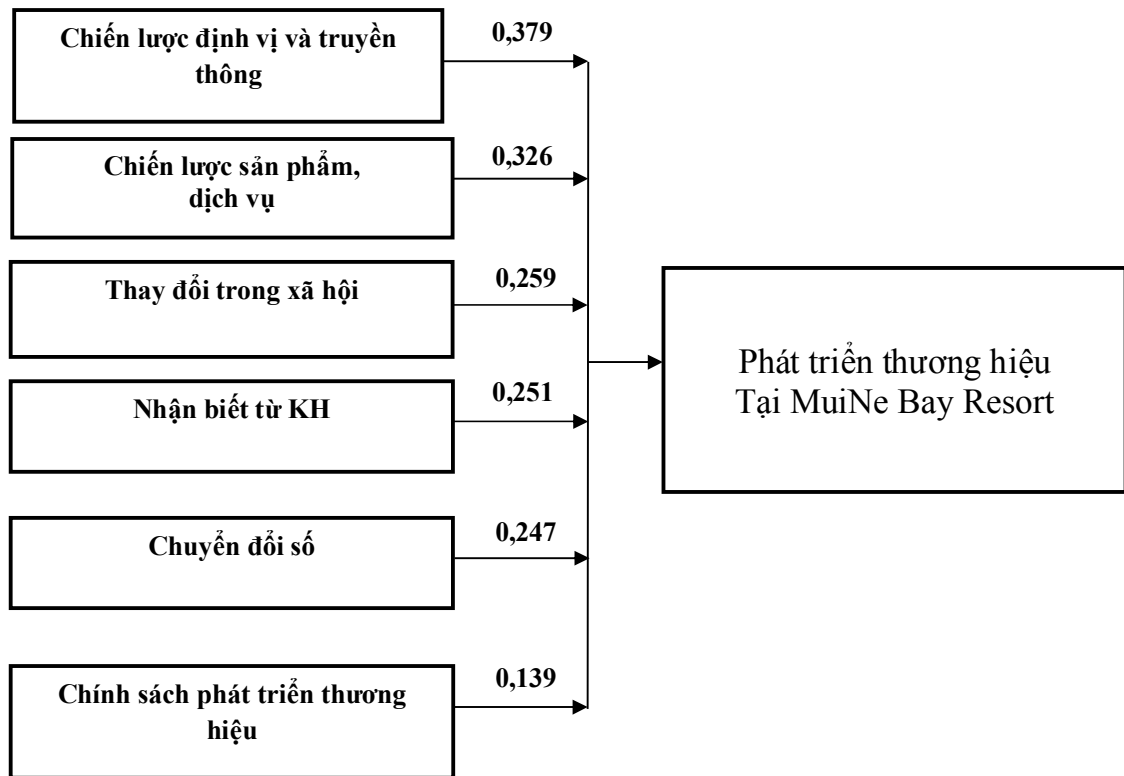 Chiến lược định vị và truyền
thông
0,379
Chiến lược sản phẩm,
dịch vụ
0,326
Thay đổi trong xã hội
0,259
Nhận biết từ KH
0,251
Chuyển đổi số
0,247
Chính sách phát triển thương
hiệu
0,139
Phát triển thương hiệu
Tại MuiNe Bay Resort